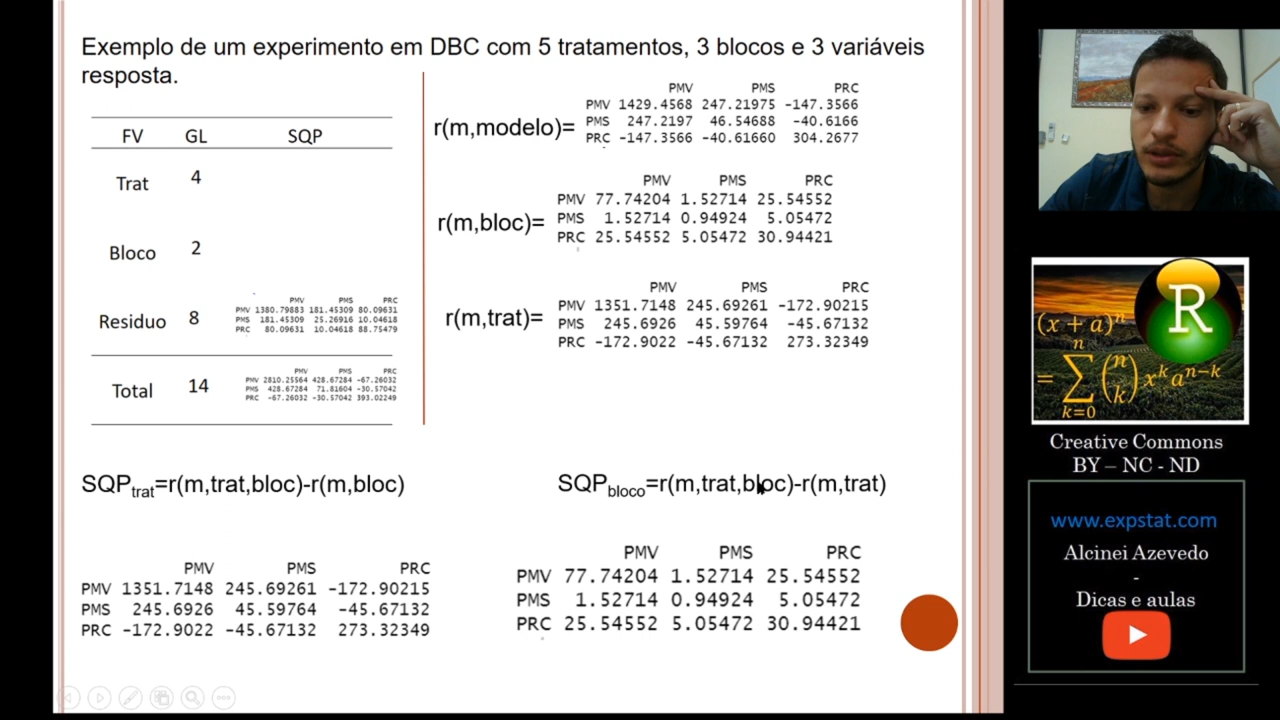 Exemplo de um experimento em DBC com 5 tratamentos, 3 blocos e 3 variáveis
resposta.
FV GL SQP
Trat 4
Bloco 2
Residuo 8
PMV PMS PRC
PMV 1380.79883 181.45309 80.09631
PMS 181.45309 25.26916 10.04618
PRC 80.09631 10.04618 88.75479
Total 14
PMV PMS PRC
PMV 2810.25564 428.67284 -67.26032
PMS 428.67284 71.81604 -30.57042
PRC -67.26032 -30.57042 393.02249
r(m,modelo)=
PMV PMS PRC
PMV 1429.4568 247.21975 -147.3566
PMS 247.2197 46.54688 -40.6166
PRC -147.3566 -40.61660 304.2677
r(m,bloc)=
PMV PMS PRC
PMV 77.74204 1.52714 25.54552
PMS 1.52714 0.94924 5.05472
PRC 25.54552 5.05472 30.94421
r(m,trat)=
PMV PMS PRC
PMV 1351.7148 245.69261 -172.90215
PMS 245.6926 45.59764 -45.67132
PRC -172.9022 -45.67132 273.32349
SQPtrat=r(m,trat,bloc)-r(m,bloc)
PMV PMS PRC
PMV 1351.7148 245.69261 -172.90215
PMS 245.6926 45.59764 -45.67132
PRC -172.9022 -45.67132 273.32349
SQPbloco=r(m,trat,bloc)-r(m,trat)
PMV PMS PRC
PMV 77.74204 1.52714 25.54552
PMS 1.52714 0.94924 5.05472
PRC 25.54552 5.05472 30.94421
R
(x + a)^n
= ∑ n k=0 (n k) x^k a^n-k
Creative Commons
BY – NC - ND
www.expstat.com
Alcinei Azevedo
-
Dicas e aulas